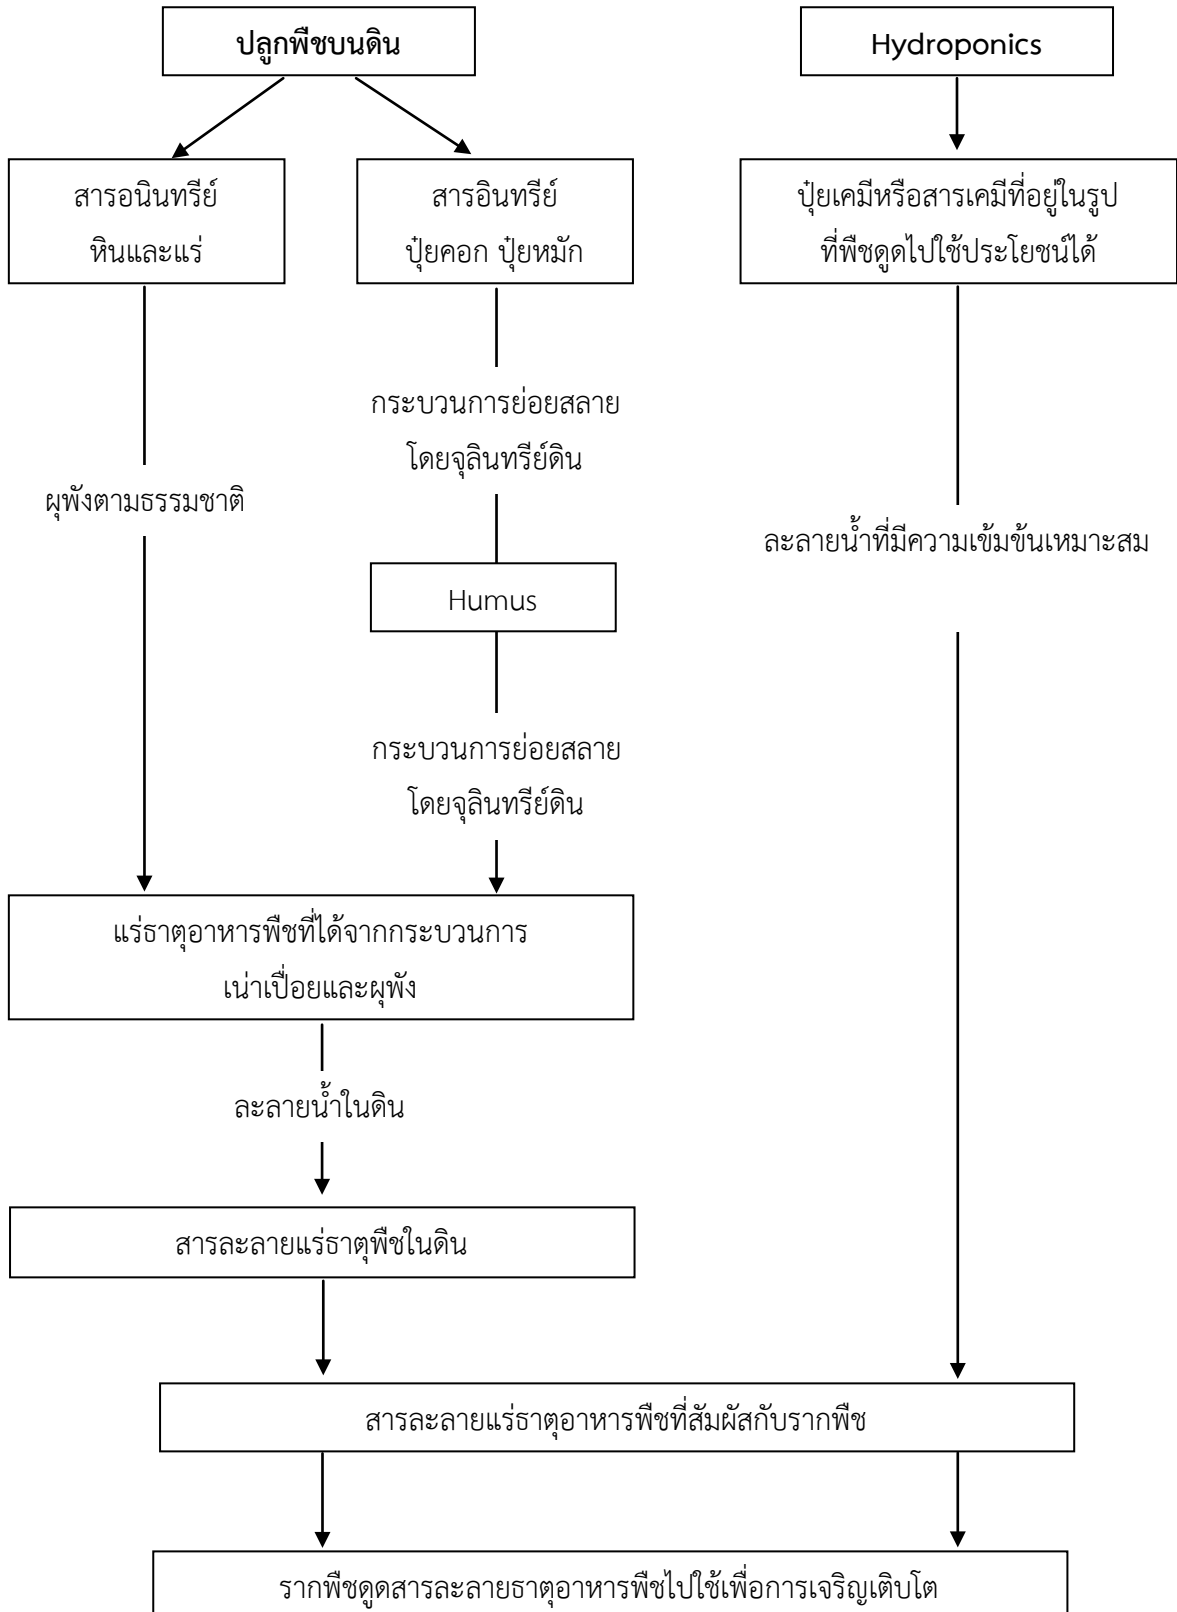 ปลูกพืชบนดิน
Hydroponics
สารอนินทรีย์
หินและแร่
สารอินทรีย์
ปุ๋ยคอก ปุ๋ยหมัก
ปุ๋ยเคมีหรือสารเคมีที่อยู่ในรูป
ที่พืชดูดไปใช้ประโยชน์ได้
กระบวนการย่อยสลาย
โดยจุลินทรีย์ดิน
ผุพังตามธรรมชาติ
ละลายน้ำที่มีความเข้มข้นเหมาะสม
Humus
กระบวนการย่อยสลาย
โดยจุลินทรีย์ดิน
แร่ธาตุอาหารพืชที่ได้จากกระบวนการ
เน่าเปื่อยและผุพัง
ละลายน้ำในดิน
สารละลายแร่ธาตุพืชในดิน
สารละลายแร่ธาตุอาหารพืชที่สัมผัสกับรากพืช
รากพืชดูดสารละลายธาตุอาหารพืชไปใช้เพื่อการเจริญเติบโต